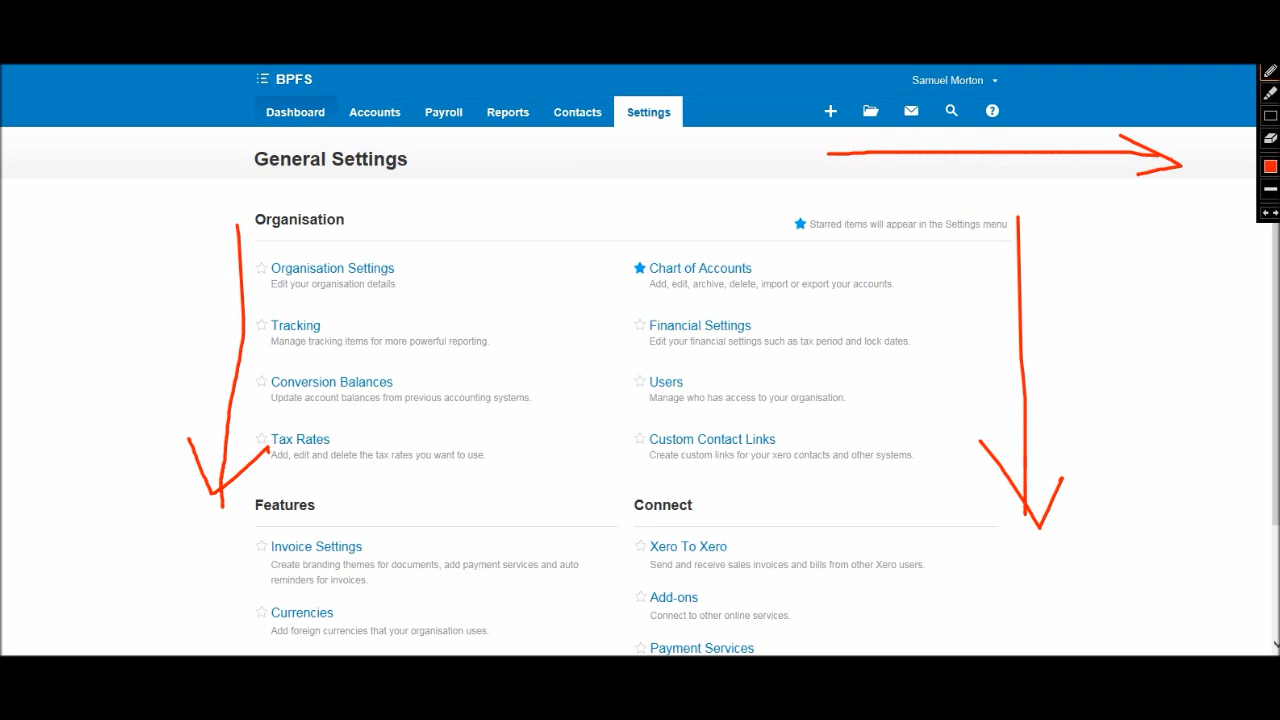 BPFS
Samuel Morton
Dashboard Accounts Payroll Reports Contacts Settings
General Settings
Organisation
Starred items will appear in the Settings menu
Organisation Settings
Edit your organisation details.
Chart of Accounts
Add, edit, archive, delete, import or export your accounts.
Tracking
Manage tracking items for more powerful reporting.
Financial Settings
Edit your financial settings such as tax period and lock dates.
Conversion Balances
Update account balances from previous accounting systems.
Users
Manage who has access to your organisation.
Tax Rates
Add, edit and delete the tax rates you want to use.
Custom Contact Links
Create custom links for your xero contacts and other systems.
Features
Invoice Settings
Create branding themes for documents, add payment services and auto
reminders for invoices.
Currencies
Add foreign currencies that your organisation uses.
Connect
Xero To Xero
Send and receive sales invoices and bills from other Xero users.
Add-ons
Connect to other online services.
Payment Services